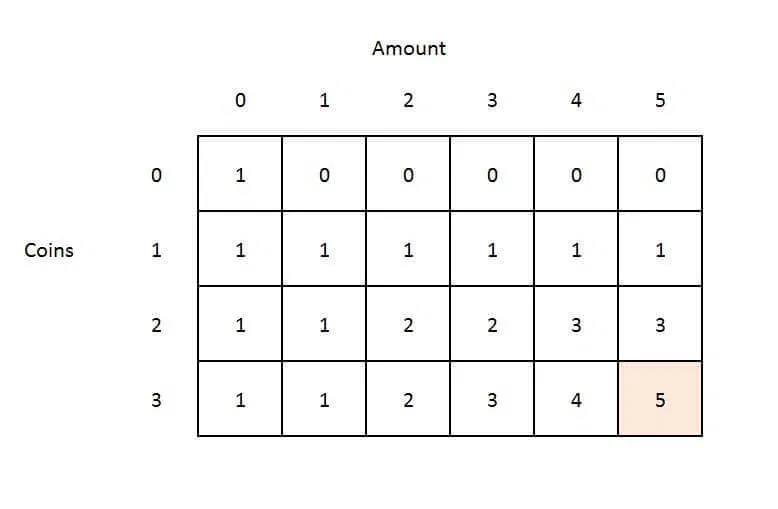 Amount
0 1 2 3 4 5
0 1 0 0 0 0 0
Coins 1 1 1 1 1 1 1
2 1 1 2 2 3 3
3 1 1 2 3 4 5